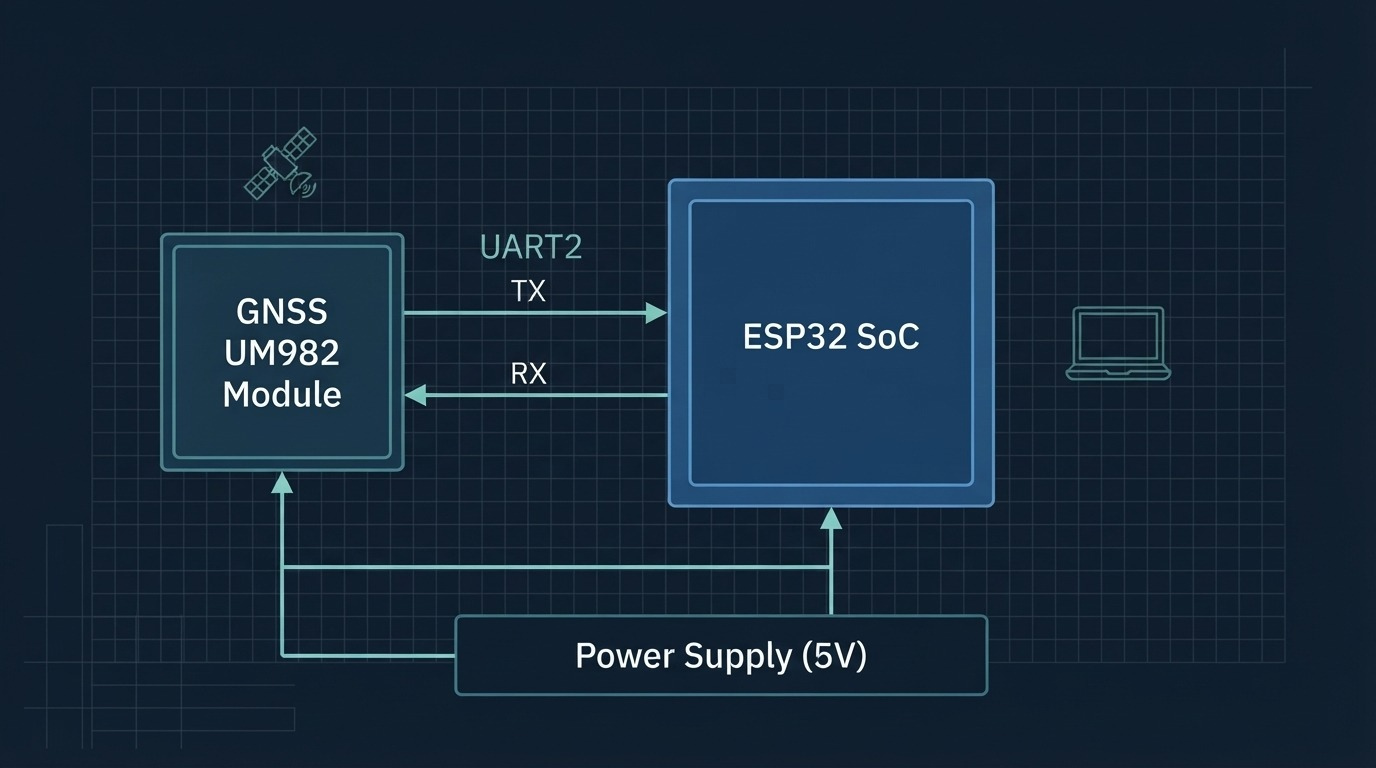 UART2
TX
GNSS
UM982
Module
RX
ESP32 SoC
Power Supply (5V)